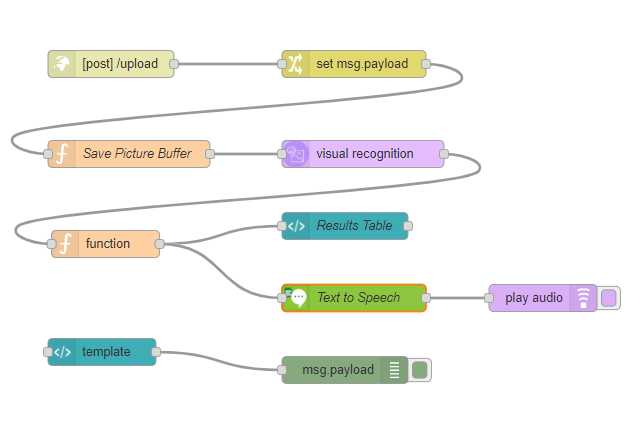 [post] /upload
set msg.payload
Save Picture Buffer
visual recognition
function
Results Table
Text to Speech
play audio
template
msg.payload